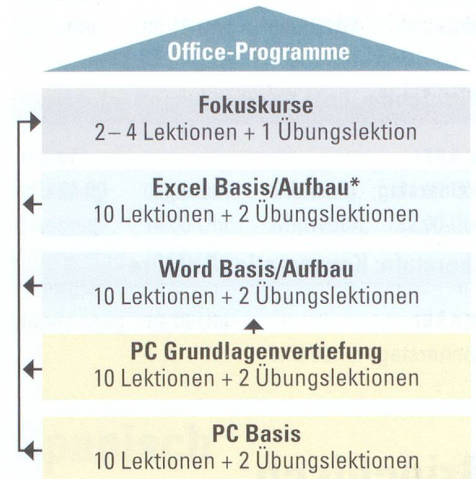 Office-Programme
Fokuskurse
2–4 Lektionen + 1 Übungslektion
Excel Basis/Aufbau*
10 Lektionen + 2 Übungslektionen
Word Basis/Aufbau
10 Lektionen + 2 Übungslektionen
PC Grundlagenvertiefung
10 Lektionen + 2 Übungslektionen
PC Basis
10 Lektionen + 2 Übungslektionen